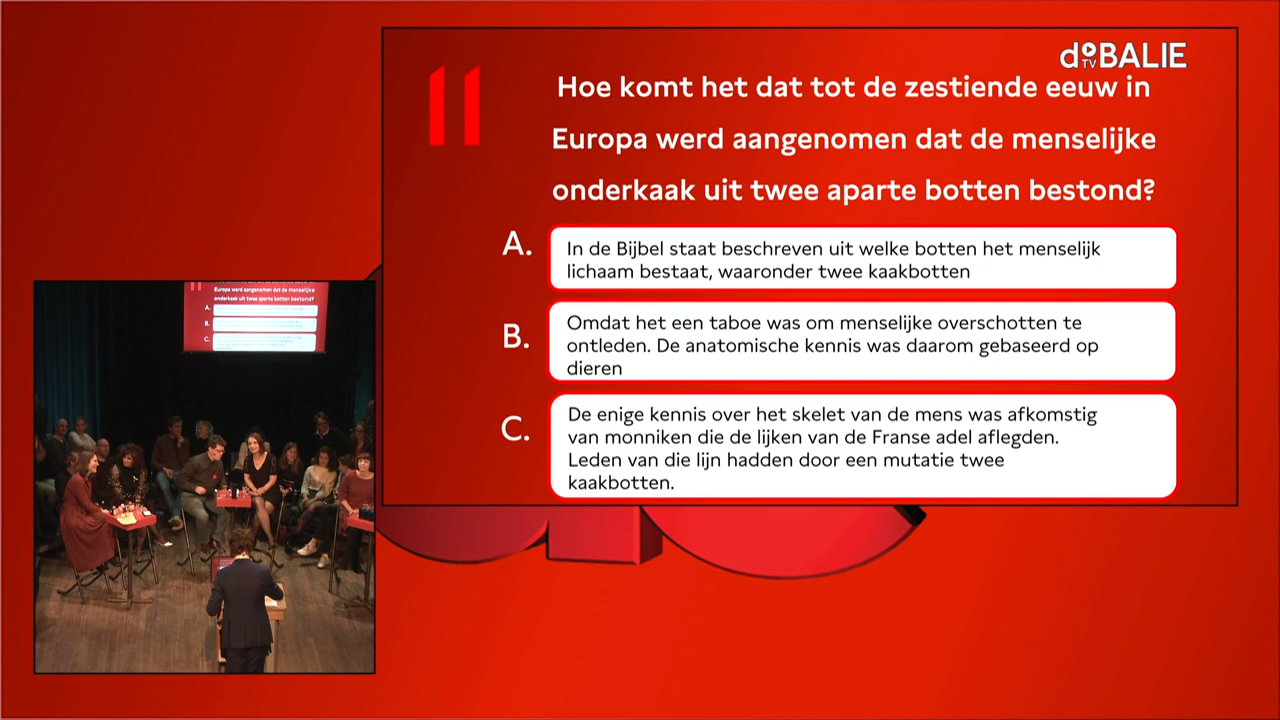 de BALIE
TV
11
Hoe komt het dat tot de zestiende eeuw in
Europa werd aangenomen dat de menselijke
onderkaak uit twee aparte botten bestond?
A.
In de Bijbel staat beschreven uit welke botten het menselijk
lichaam bestaat, waaronder twee kaakbotten
B.
Omdat het een taboe was om menselijke overschotten te
ontleden. De anatomische kennis was daarom gebaseerd op
dieren
C.
De enige kennis over het skelet van de mens was afkomstig
van monniken die de lijken van de Franse adel aflegden.
Leden van die lijn hadden door een mutatie twee
kaakbotten.
11
Europa werd aangenomen dat de menselijke
onderkaak uit twee aparte botten bestond?
A.
B.
C.